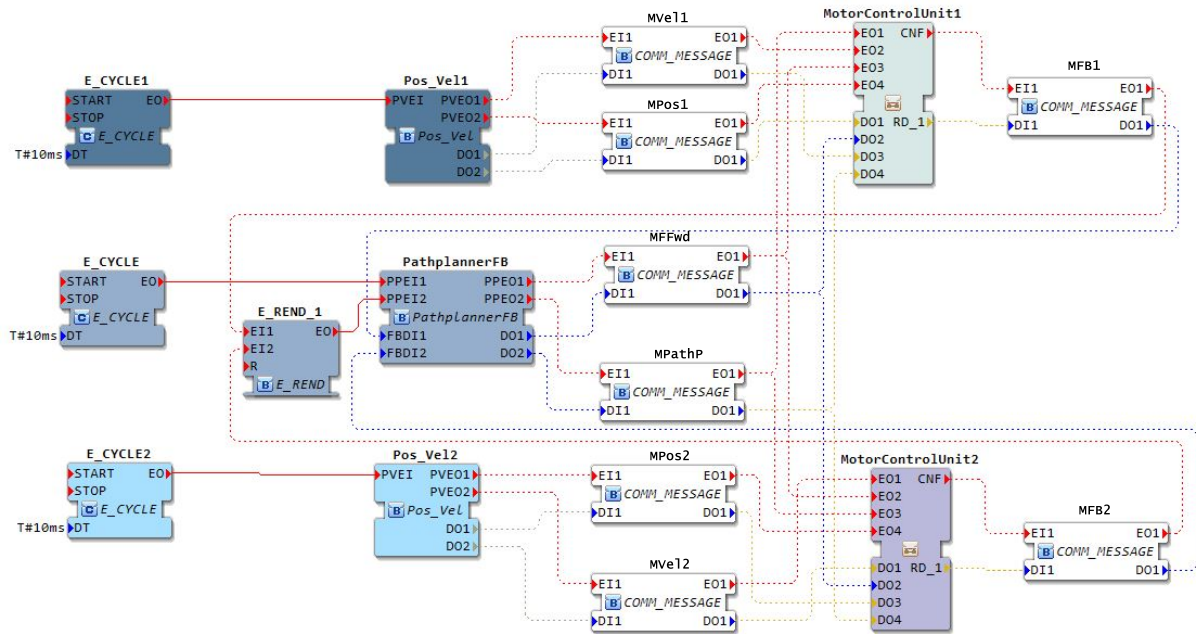 E_CYCLE1
START EO
STOP
C E_CYCLE
T#10ms DT
Pos_Vel1
PVEI PVEO1
PVEO2
B Pos_Vel
DO1
DO2
MVel1
EI1 EO1
B COMM_MESSAGE
DI1 DO1
MPos1
EI1 EO1
B COMM_MESSAGE
DI1 DO1
MotorControlUnit1
EO1 CNF
EO2
EO3
EO4
DO1 RD_1
DO2
DO3
DO4
MFB1
EI1 EO1
B COMM_MESSAGE
DI1 DO1
E_CYCLE
START EO
STOP
C E_CYCLE
T#10ms DT
E_REND_1
EI1 EO
EI2
R
B E_REND
PathplannerFB
PPEI1 PPEO1
PPEI2 PPEO2
B PathplannerFB
FBDI1 DO1
FBDI2 DO2
MFFwd
EI1 EO1
B COMM_MESSAGE
DI1 DO1
MPathP
EI1 EO1
B COMM_MESSAGE
DI1 DO1
E_CYCLE2
START EO
STOP
C E_CYCLE
T#10ms DT
Pos_Vel2
PVEI PVEO1
PVEO2
B Pos_Vel
DO1
DO2
MPos2
EI1 EO1
B COMM_MESSAGE
DI1 DO1
MVel2
EI1 EO1
B COMM_MESSAGE
DI1 DO1
MotorControlUnit2
EO1 CNF
EO2
EO3
EO4
DO1 RD_1
DO2
DO3
DO4
MFB2
EI1 EO1
B COMM_MESSAGE
DI1 DO1